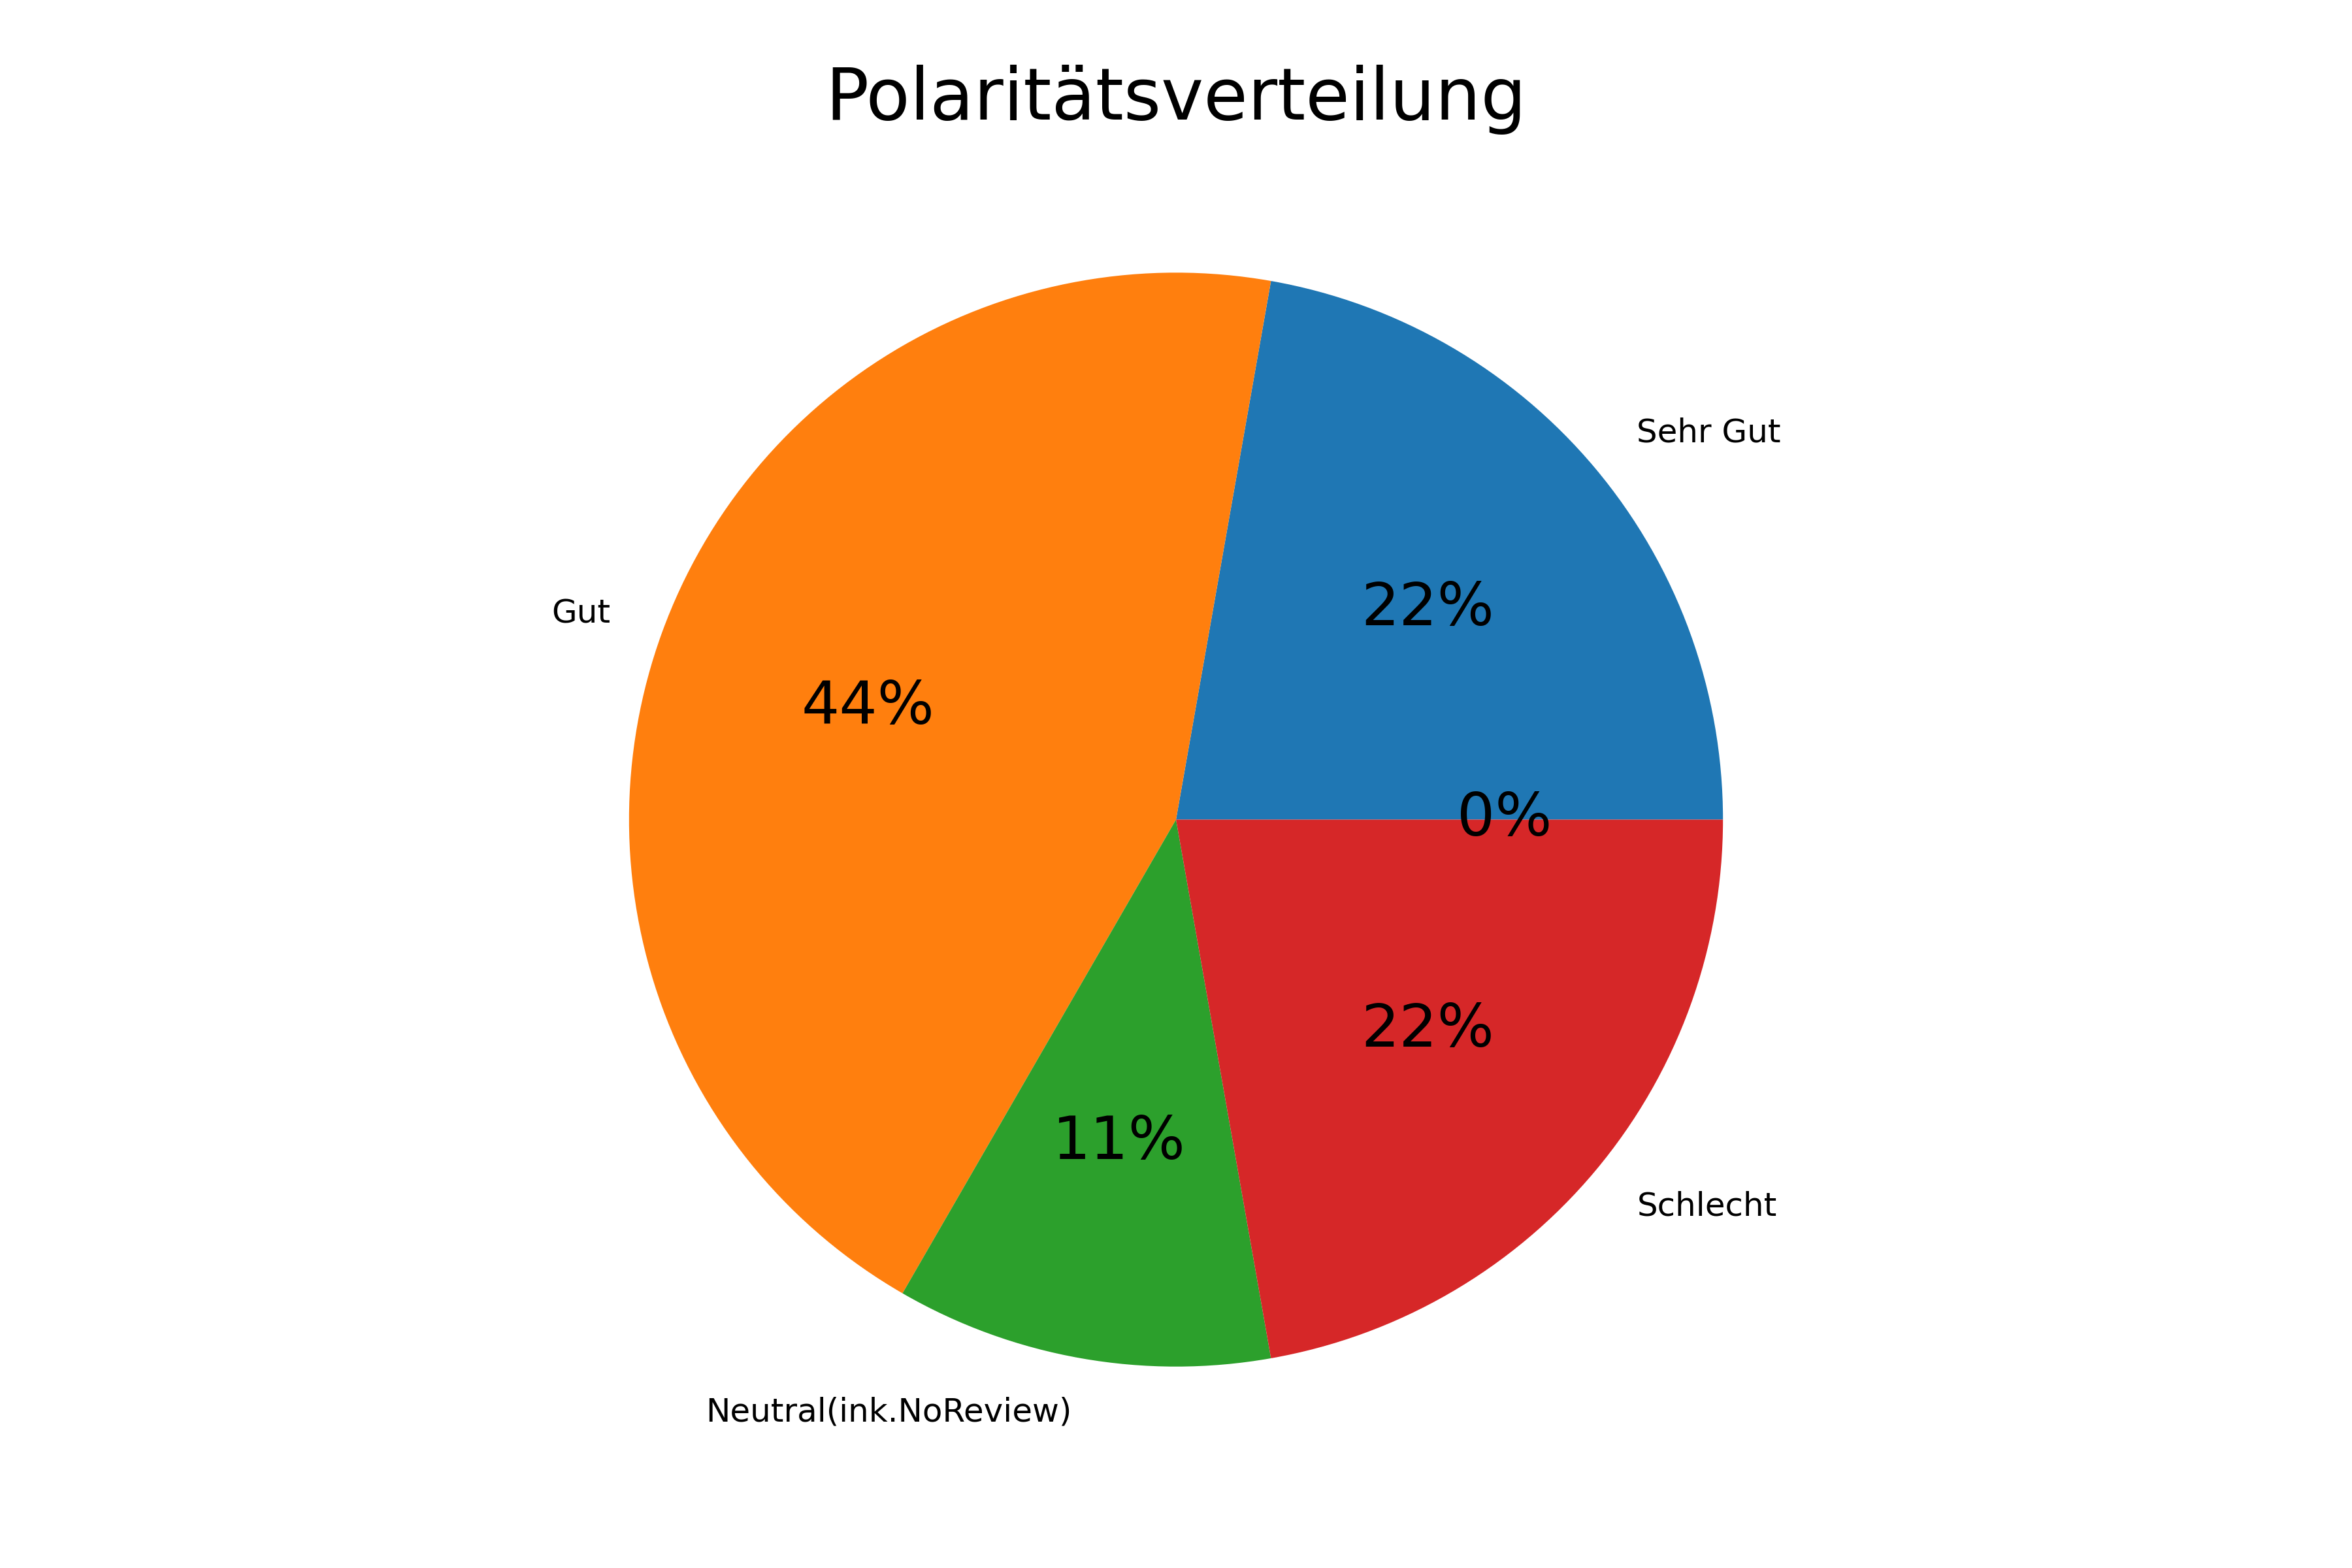 Polaritätsverteilung
Sehr Gut
22%
Gut
44%
0%
22%
11%
Schlecht
Neutral(ink.NoReview)